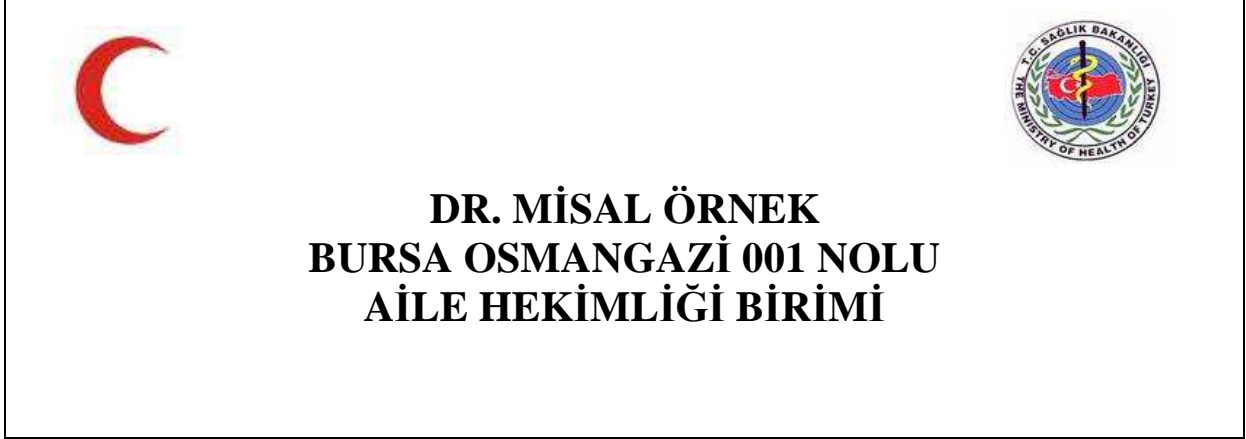 T.C. SAĞLIK BAKANLIĞI
THE MINISTRY OF HEALTH OF TURKEY
DR. MİSAL ÖRNEK
BURSA OSMANGAZİ 001 NOLU
AİLE HEKİMLİĞİ BİRİMİ